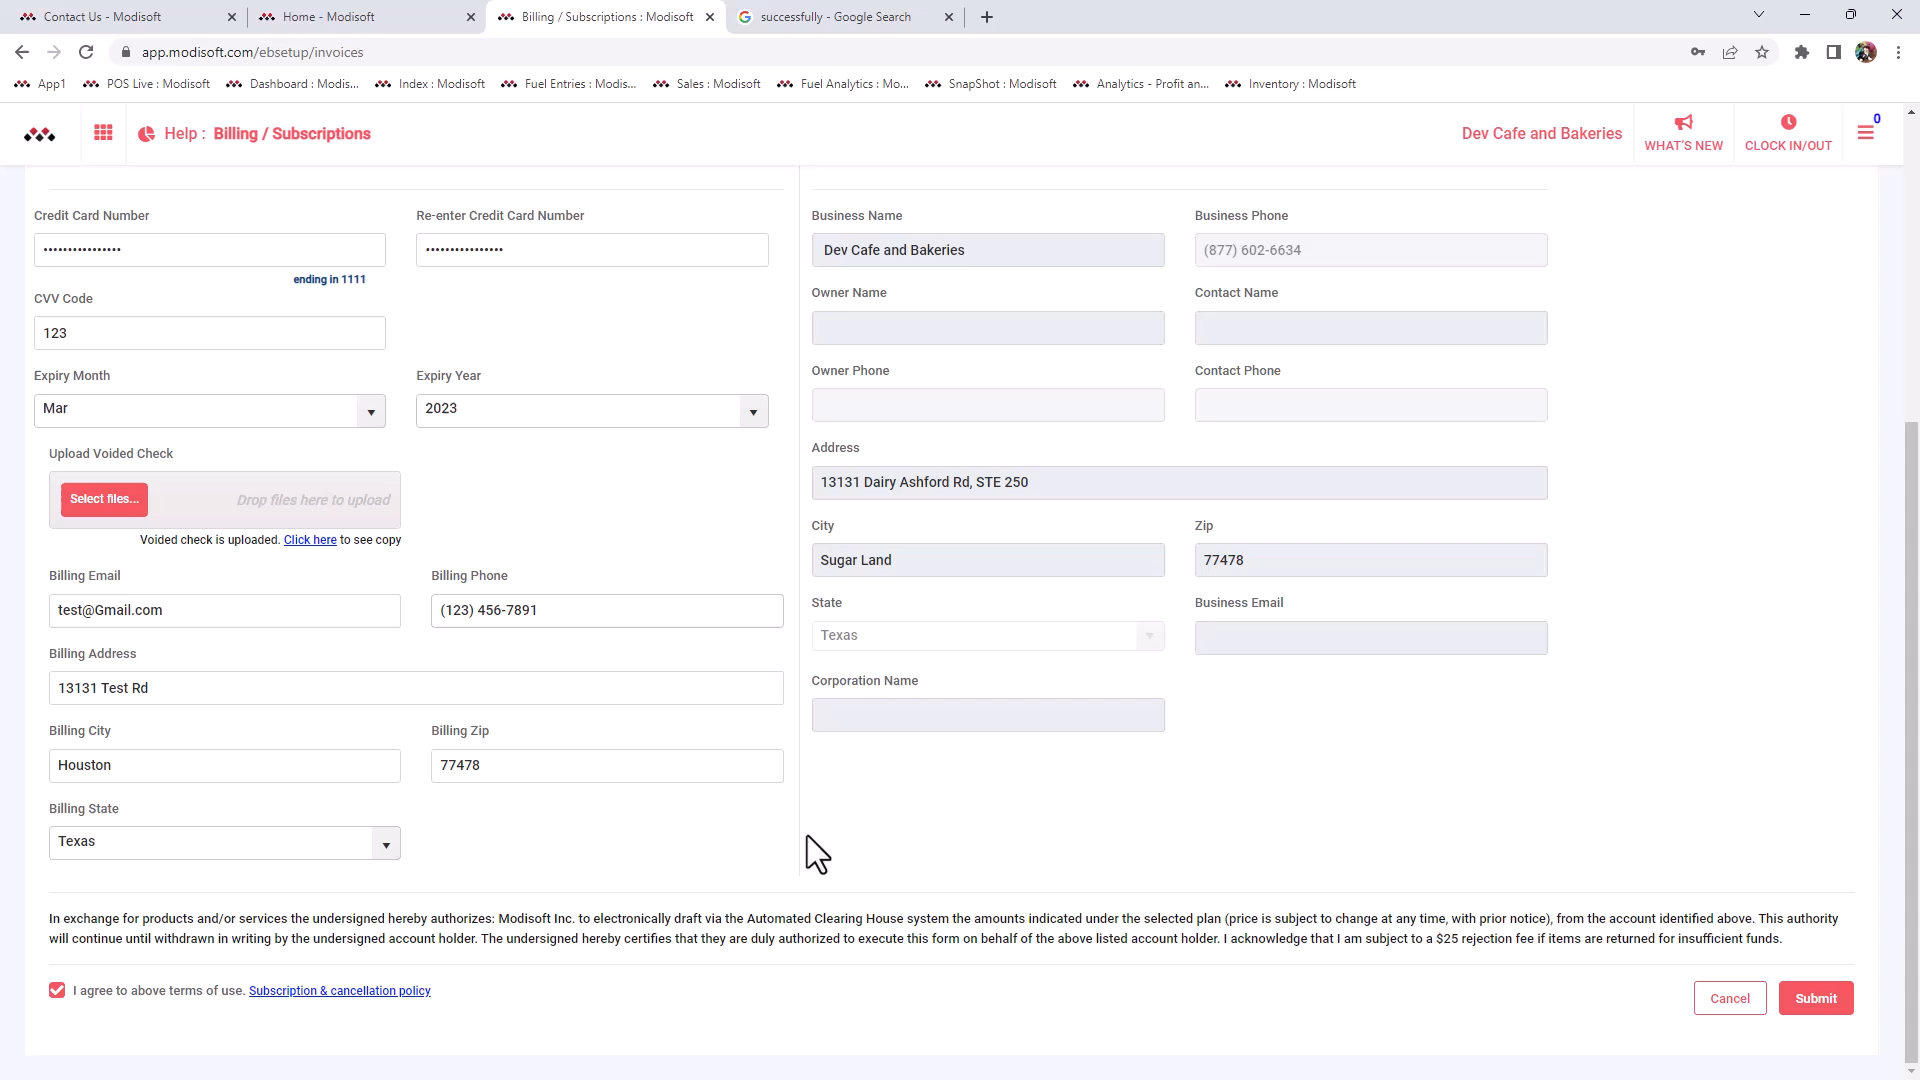 Contact Us - Modisoft
Home - Modisoft
Billing / Subscriptions : Modisoft
successfully - Google Search
app.modisoft.com/ebsetup/invoices
App1
POS Live : Modisoft
Dashboard : Modis...
Index : Modisoft
Fuel Entries : Modis...
Sales : Modisoft
Fuel Analytics : Mo...
SnapShot : Modisoft
Analytics - Profit an...
Inventory : Modisoft
Help : Billing / Subscriptions
Dev Cafe and Bakeries
WHAT'S NEW
CLOCK IN/OUT
0
Credit Card Number
Re-enter Credit Card Number
••••••••••••••••
••••••••••••••••
ending in 1111
CVV Code
123
Expiry Month
Expiry Year
Mar
2023
Upload Voided Check
Select files...
Drop files here to upload
Voided check is uploaded. Click here to see copy
Billing Email
Billing Phone
test@Gmail.com
(123) 456-7891
Billing Address
13131 Test Rd
Billing City
Billing Zip
Houston
77478
Billing State
Texas
Business Name
Business Phone
Dev Cafe and Bakeries
(877) 602-6634
Owner Name
Contact Name
Owner Phone
Contact Phone
Address
13131 Dairy Ashford Rd, STE 250
City
Zip
Sugar Land
77478
State
Business Email
Texas
Corporation Name
In exchange for products and/or services the undersigned hereby authorizes: Modisoft Inc. to electronically draft via the Automated Clearing House system the amounts indicated under the selected plan (price is subject to change at any time, with prior notice), from the account identified above. This authority
will continue until withdrawn in writing by the undersigned account holder. The undersigned hereby certifies that they are duly authorized to execute this form on behalf of the above listed account holder. I acknowledge that I am subject to a $25 rejection fee if items are returned for insufficient funds.
I agree to above terms of use. Subscription & cancellation policy
Cancel
Submit